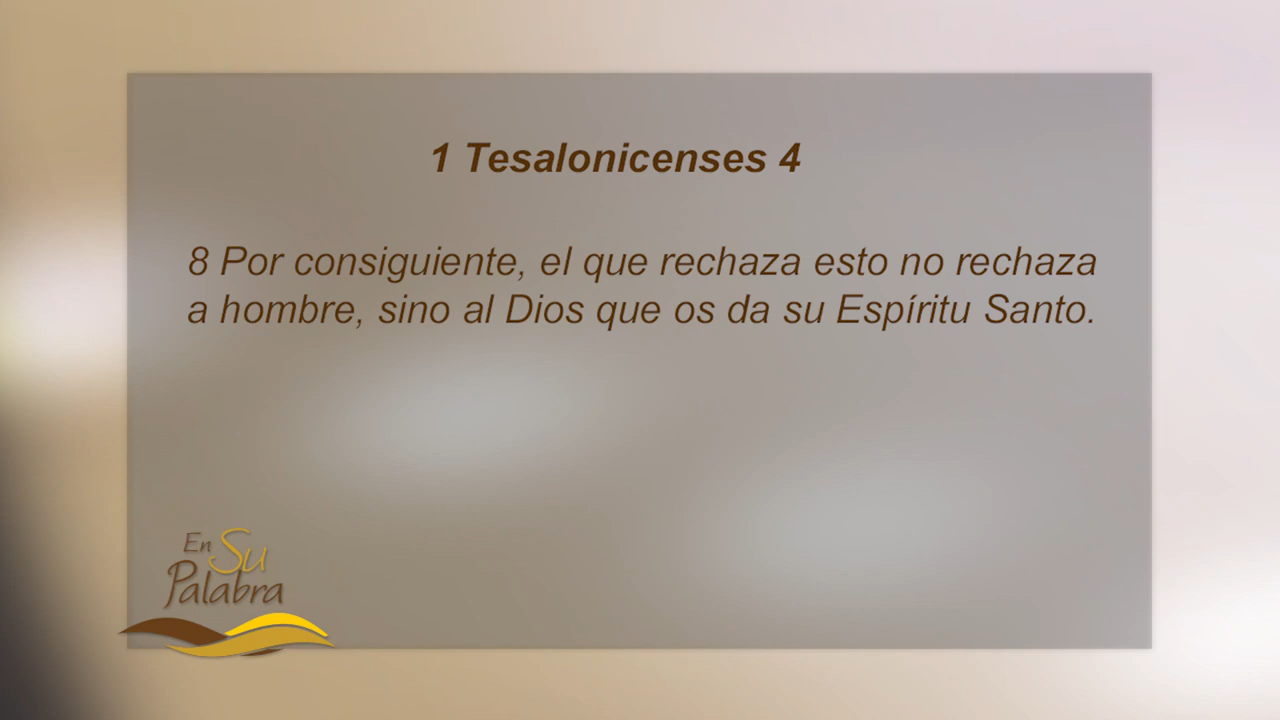 1 Tesalonicenses 4
8 Por consiguiente, el que rechaza esto no rechaza
a hombre, sino al Dios que os da su Espíritu Santo.
En Su
Palabra